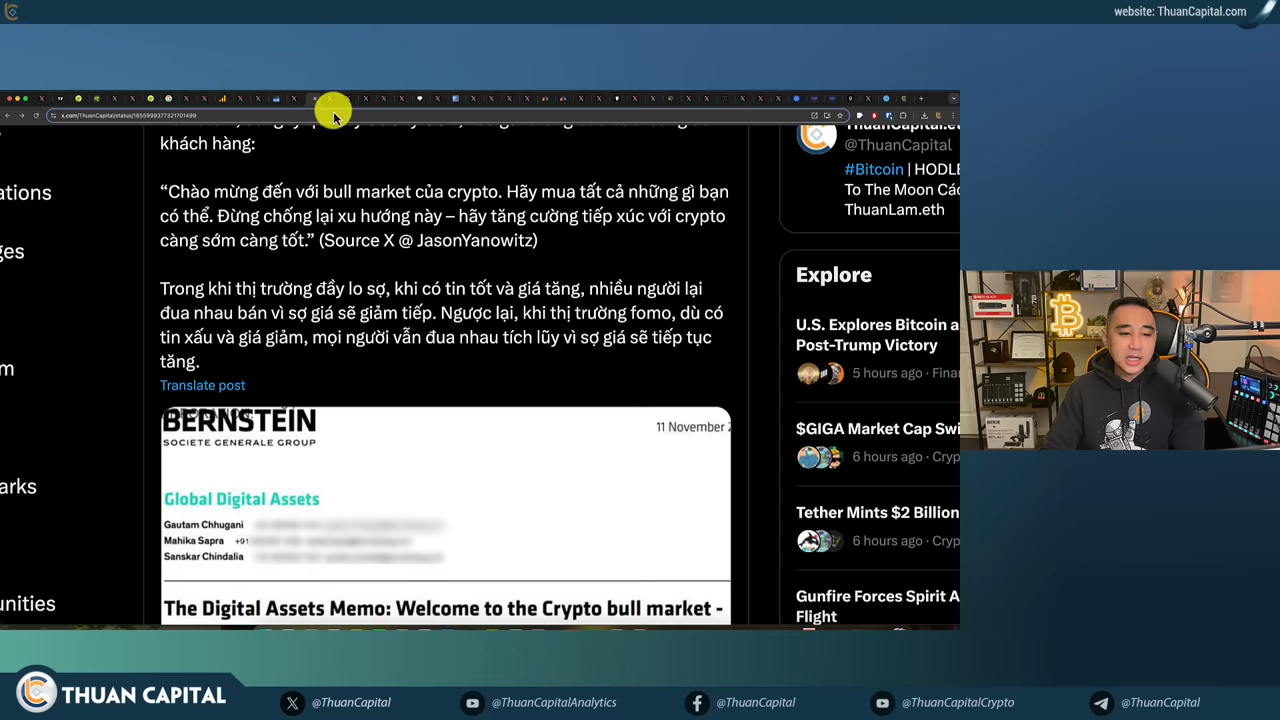 website: ThuanCapital.com
x.com/ThuanCapital/status/1855999377321701499
khách hàng:
“Chào mừng đến với bull market của crypto. Hãy mua tất cả những gì bạn
có thể. Đừng chống lại xu hướng này – hãy tăng cường tiếp xúc với crypto
càng sớm càng tốt.” (Source X @ JasonYanowitz)
Trong khi thị trường đầy lo sợ, khi có tin tốt và giá tăng, nhiều người lại
đua nhau bán vì sợ giá sẽ giảm tiếp. Ngược lại, khi thị trường fomo, dù có
tin xấu và giá giảm, mọi người vẫn đua nhau tích lũy vì sợ giá sẽ tiếp tục
tăng.
Translate post
BERNSTEIN
SOCIETE GENERALE GROUP
11 November 2
Global Digital Assets
Gautam Chhugani
Mahika Sapra +91
Sanskar Chindalia
The Digital Assets Memo: Welcome to the Crypto bull market -
ations
ges
m
arks
unities
ThuanCapital.eth
@ThuanCapital
#Bitcoin | HODLE
To The Moon Các
ThuanLam.eth
Explore
U.S. Explores Bitcoin a
Post-Trump Victory
5 hours ago · Finan
$GIGA Market Cap Swi
6 hours ago · Cryp
Tether Mints $2 Billion
6 hours ago · Cryp
Gunfire Forces Spirit A
Flight
RODE
THUAN CAPITAL
@ThuanCapital
@ThuanCapitalAnalytics
@ThuanCapital
@ThuanCapitalCrypto
@ThuanCapital